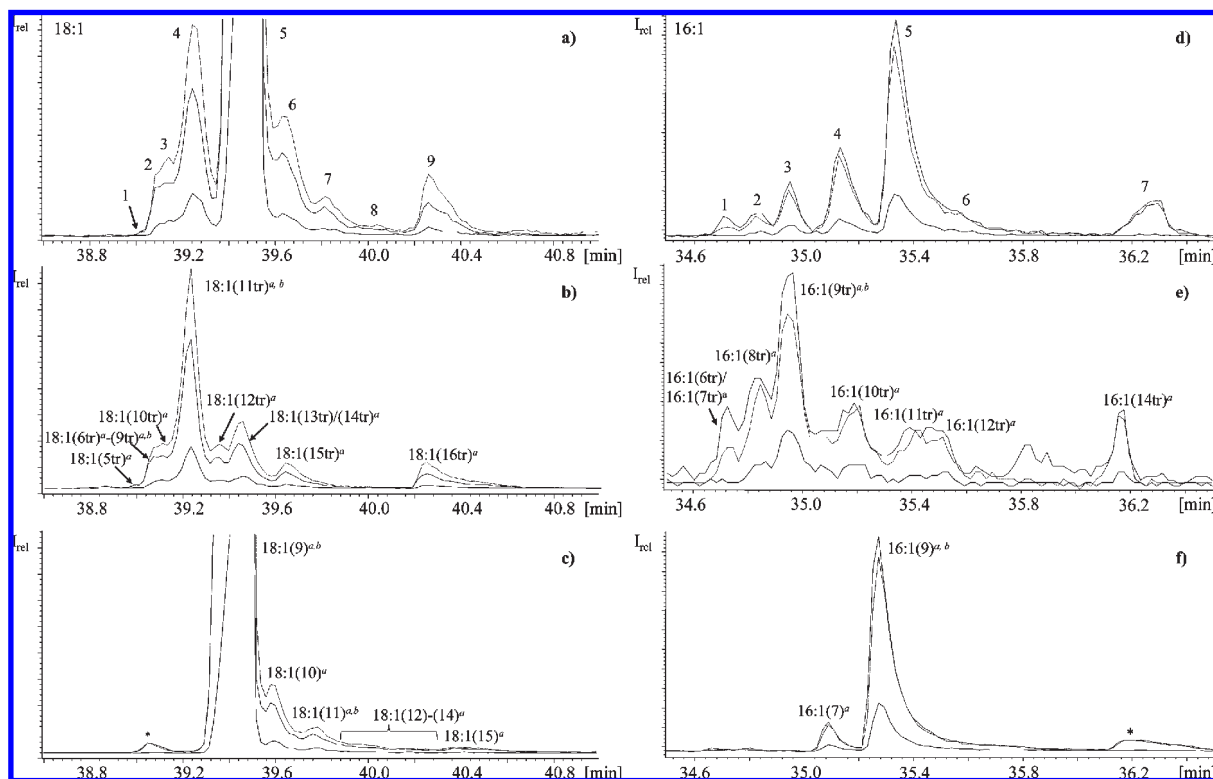 I_rel
18:1
a)
1
2
3
4
5
6
7
8
9
38.8 39.2 39.6 40.0 40.4 40.8 [min]
I_rel
16:1
d)
1
2
3
4
5
6
7
34.6 35.0 35.4 35.8 36.2 [min]
I_rel
b)
18:1(11tr)a,b
18:1(10tr)a
18:1(6tr)a-(9tr)a,b
18:1(5tr)a
18:1(12tr)a
18:1(13tr)/(14tr)a
18:1(15tr)a
18:1(16tr)a
38.8 39.2 39.6 40.0 40.4 40.8 [min]
I_rel
e)
16:1(9tr)a,b
16:1(8tr)a
16:1(6tr)/
16:1(7tr)a
16:1(10tr)a
16:1(11tr)a
16:1(12tr)a
16:1(14tr)a
34.6 35.0 35.4 35.8 36.2 [min]
I_rel
c)
18:1(9)a,b
18:1(10)a
18:1(11)a,b
18:1(12)-(14)a
18:1(15)a
*
38.8 39.2 39.6 40.0 40.4 40.8 [min]
I_rel
f)
16:1(9)a,b
16:1(7)a
*
34.6 35.0 35.4 35.8 36.2 [min]